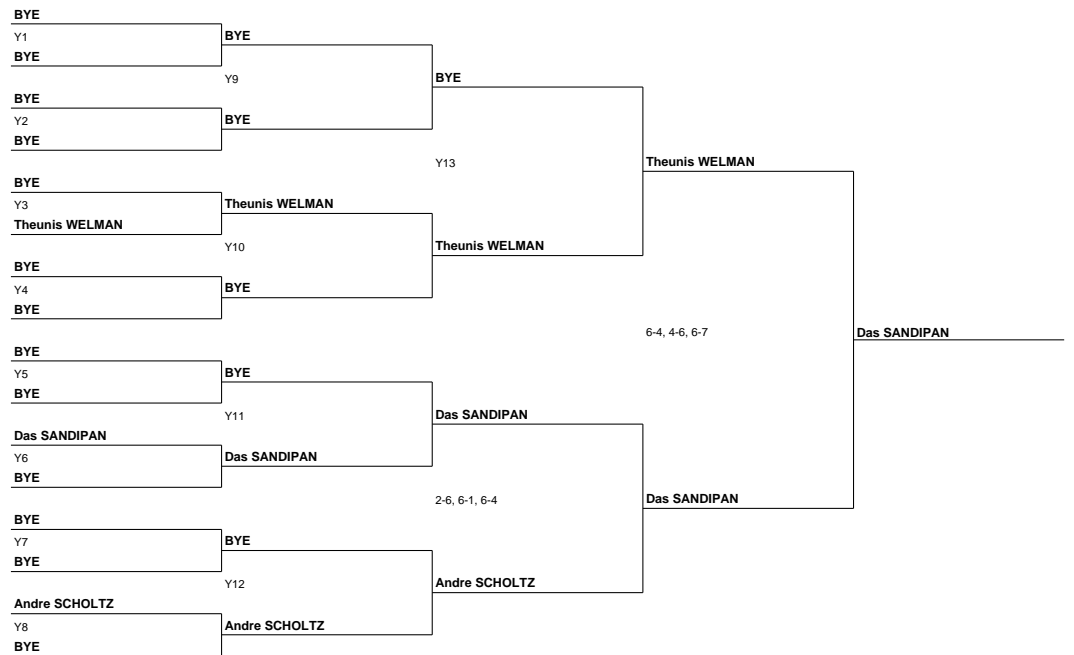 BYE
Y1
BYE
BYE
Y9
BYE
BYE
Y2
BYE
BYE
Y13
Theunis WELMAN
BYE
Y3
Theunis WELMAN
Theunis WELMAN
Y10
Theunis WELMAN
BYE
Y4
BYE
BYE
6-4, 4-6, 6-7
Das SANDIPAN
BYE
Y5
BYE
BYE
Y11
Das SANDIPAN
Das SANDIPAN
Y6
Das SANDIPAN
BYE
2-6, 6-1, 6-4
Das SANDIPAN
BYE
Y7
BYE
BYE
Y12
Andre SCHOLTZ
Andre SCHOLTZ
Y8
Andre SCHOLTZ
BYE